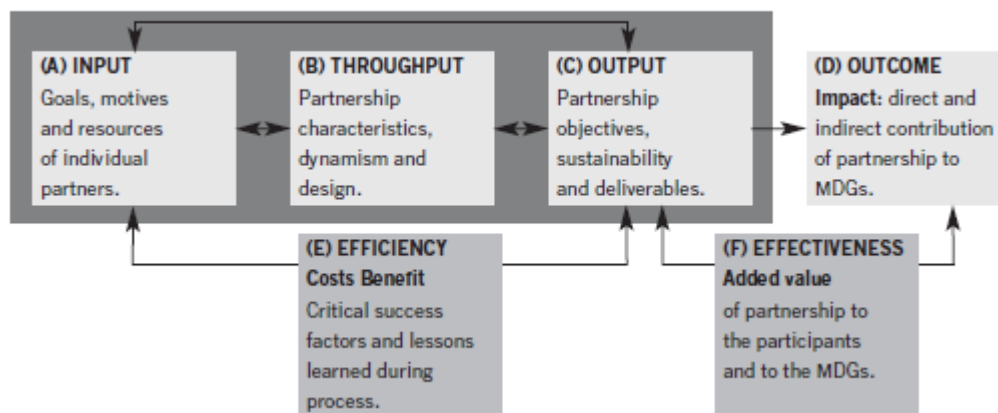 (A) INPUT
Goals, motives
and resources
of individual
partners.
(B) THROUGHPUT
Partnership
characteristics,
dynamism and
design.
(C) OUTPUT
Partnership
objectives,
sustainability
and deliverables.
(D) OUTCOME
Impact: direct and
indirect contribution
of partnership to
MDGs.
(E) EFFICIENCY
Costs Benefit
Critical success
factors and lessons
learned during
process.
(F) EFFECTIVENESS
Added value
of partnership to
the participants
and to the MDGs.